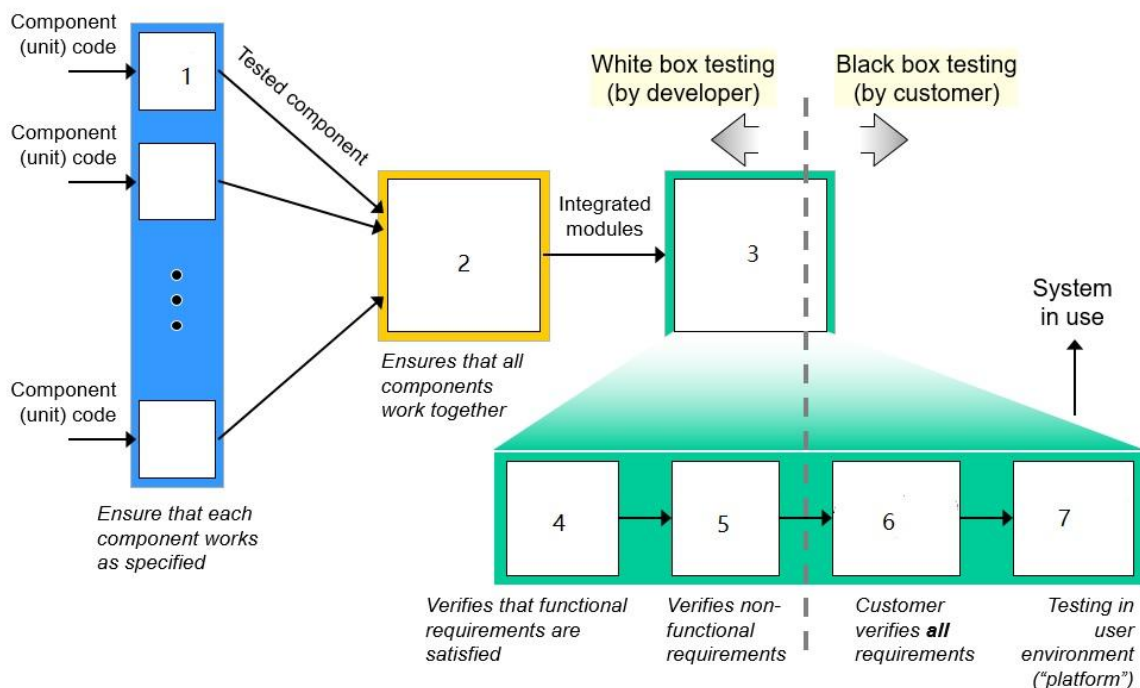 Component
(unit) code
1
Component
(unit) code
Component
(unit) code
Ensure that each
component works
as specified
Tested component
2
Ensures that all
components
work together
Integrated
modules
White box testing
(by developer)
Black box testing
(by customer)
3
System
in use
4
5
6
7
Verifies that functional
requirements are
satisfied
Verifies non-
functional
requirements
Customer
verifies all
requirements
Testing in
user
environment
(“platform”)